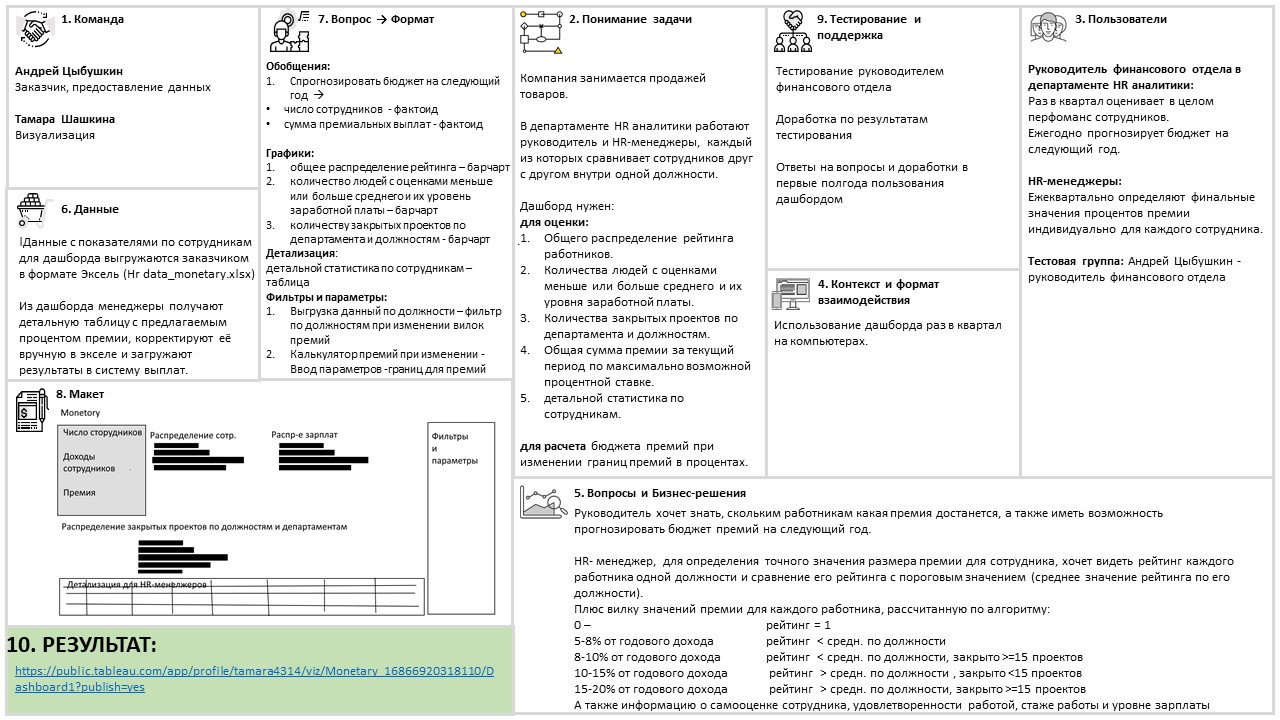 1. Команда
Андрей Цыбушкин
Заказчик, предоставление данных
Тамара Шашкина
Визуализация
7. Вопрос → Формат
Обобщения:
1. Спрогнозировать бюджет на следующий
год →
• число сотрудников - фактоид
• сумма премиальных выплат - фактоид
Графики:
1. общее распределение рейтинга – барчарт
2. количество людей с оценками меньше
или больше среднего и их уровень
заработной платы – барчарт
3. количеству закрытых проектов по
департамента и должностям - барчарт
Детализация:
детальной статистика по сотрудникам –
таблица
Фильтры и параметры:
1. Выгрузка данный по должности – фильтр
по должностям при изменении вилок
премий
2. Калькулятор премий при изменении -
Ввод параметров -границ для премий
2. Понимание задачи
Компания занимается продажей
товаров.
В департаменте HR аналитики работают
руководитель и HR-менеджеры, каждый
из которых сравнивает сотрудников друг
с другом внутри одной должности.
Дашборд нужен:
для оценки:
1. Общего распределение рейтинга
работников.
2. Количества людей с оценками
меньше или больше среднего и их
уровня заработной платы.
3. Количества закрытых проектов по
департамента и должностям.
4. Общая сумма премии за текущий
период по максимально возможной
процентной ставке.
5. детальной статистика по
сотрудникам.
для расчета бюджета премий при
изменении границ премий в процентах.
9. Тестирование и
поддержка
Тестирование руководителем
финансового отдела
Доработка по результатам
тестирования
Ответы на вопросы и доработки в
первые полгода пользования
дашбордом
3. Пользователи
Руководитель финансового отдела в
департаменте HR аналитики:
Раз в квартал оценивает в целом
перфоманс сотрудников.
Ежегодно прогнозирует бюджет на
следующий год.
HR-менеджеры:
Ежеквартально определяют финальные
значения процентов премии
индивидуально для каждого сотрудника.
Тестовая группа: Андрей Цыбушкин -
руководитель финансового отдела
6. Данные
|Данные с показателями по сотрудникам
для дашборда выгружаются заказчиком
в формате Эксель (Hr data_monetary.xlsx)
Из дашборда менеджеры получают
детальную таблицу с предлагаемым
процентом премии, корректируют её
вручную в экселе и загружают
результаты в систему выплат.
4. Контекст и формат
взаимодействия
Использование дашборда раз в квартал
на компьютерах.
8. Макет
Monetory
Число сторудников
Доходы
сотрудников
Премия
Распределение сотр.
Распр-е зарплат
Фильтры
и
параметры
Распределение закрытых проектов по должностям и департаментам
Детализация для HR-менеджеров
5. Вопросы и Бизнес-решения
Руководитель хочет знать, скольким работникам какая премия достанется, а также иметь возможность
прогнозировать бюджет премий на следующий год.
HR- менеджер, для определения точного значения размера премии для сотрудника, хочет видеть рейтинг каждого
работника одной должности и сравнение его рейтинга с пороговым значением (среднее значение рейтинга по его
должности).
Плюс вилку значений премии для каждого работника, рассчитанную по алгоритму:
0 – рейтинг = 1
5-8% от годового дохода рейтинг < средн. по должности
8-10% от годового дохода рейтинг < средн. по должности, закрыто >=15 проектов
10-15% от годового дохода рейтинг > средн. по должности , закрыто <15 проектов
15-20% от годового дохода рейтинг > средн. по должности, закрыто >=15 проектов
А также информацию о самооценке сотрудника, удовлетворенности работой, стаже работы и уровне зарплаты
10. РЕЗУЛЬТАТ:
https://public.tableau.com/app/profile/tamara4314/viz/Monetary_16866920318110/D
ashboard1?publish=yes